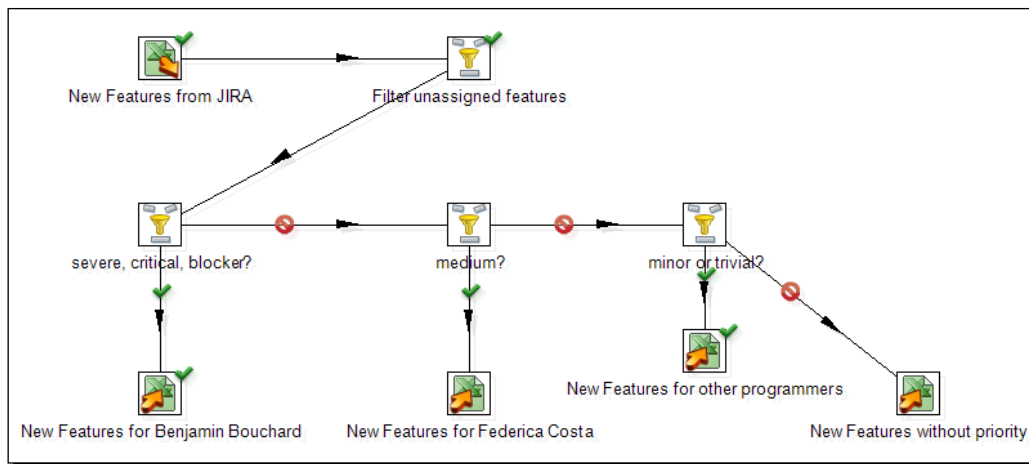 New Features from JIRA
Filter unassigned features
severe, critical, blocker?
medium?
minor or trivial?
New Features for other programmers
New Features for Benjamin Bouchard
New Features for Federica Costa
New Features without priority